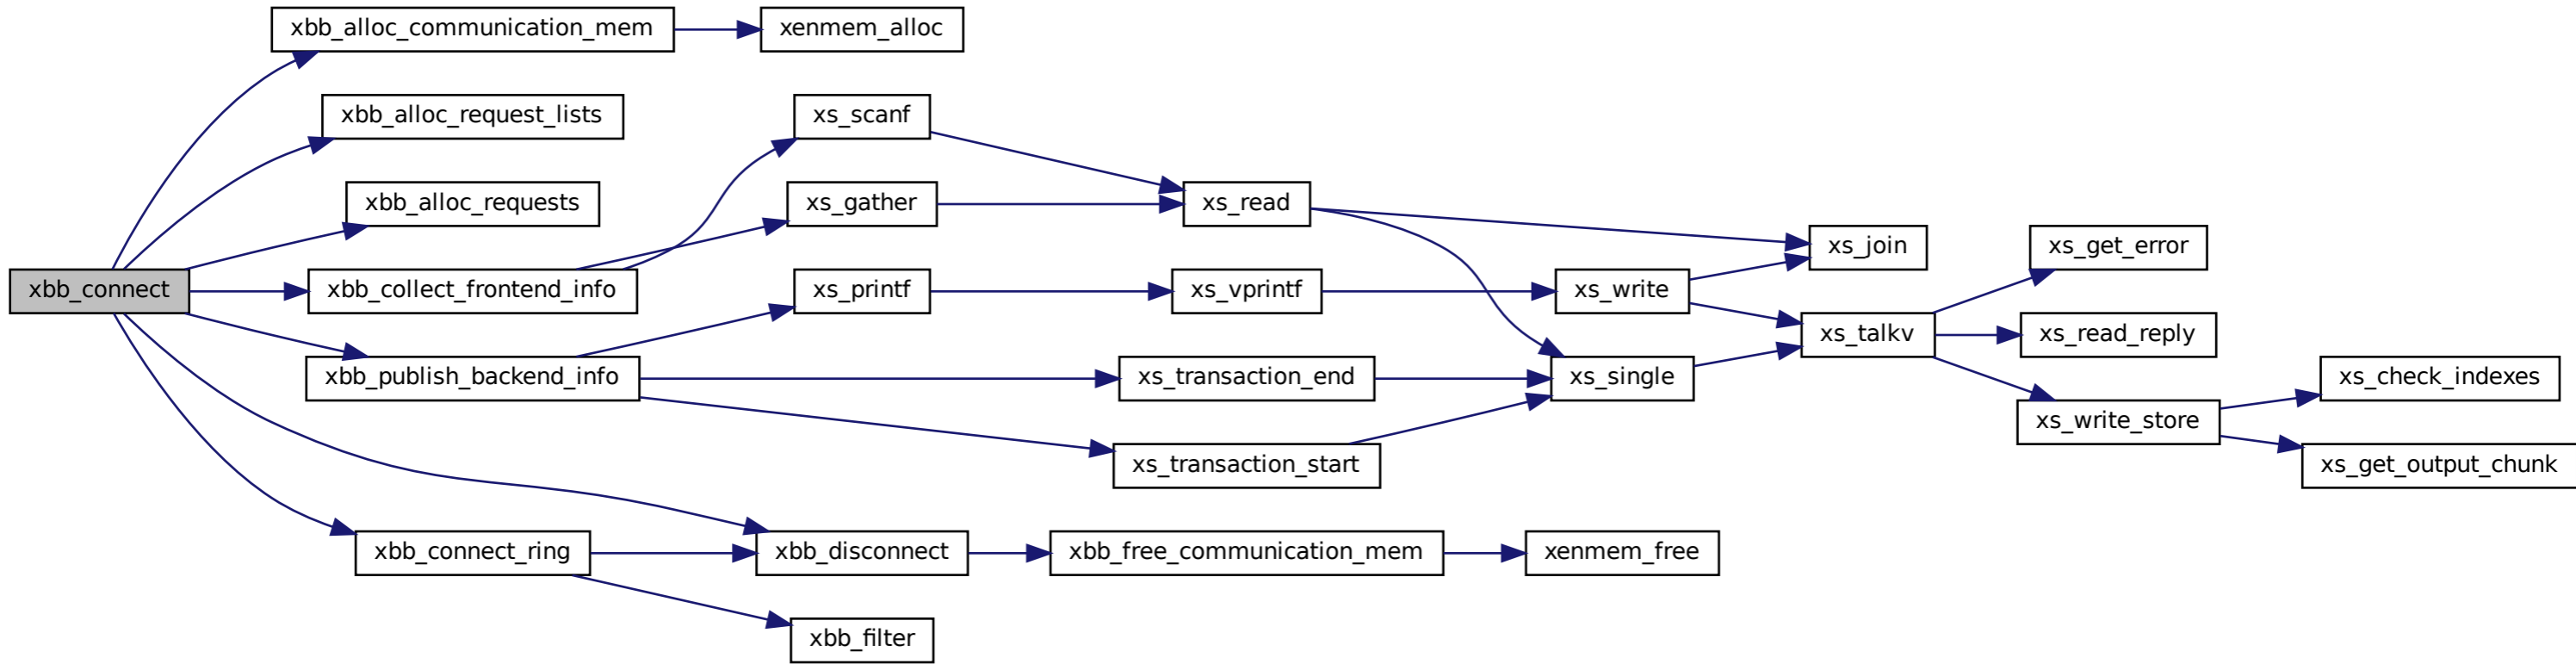 xbb_alloc_communication_mem
xenmem_alloc
xbb_alloc_request_lists
xs_scanf
xbb_alloc_requests
xs_gather
xs_read
xs_join
xs_get_error
xbb_connect
xbb_collect_frontend_info
xs_printf
xs_vprintf
xs_write
xs_talkv
xs_read_reply
xbb_publish_backend_info
xs_transaction_end
xs_single
xs_check_indexes
xs_write_store
xs_transaction_start
xs_get_output_chunk
xbb_connect_ring
xbb_disconnect
xbb_free_communication_mem
xenmem_free
xbb_filter